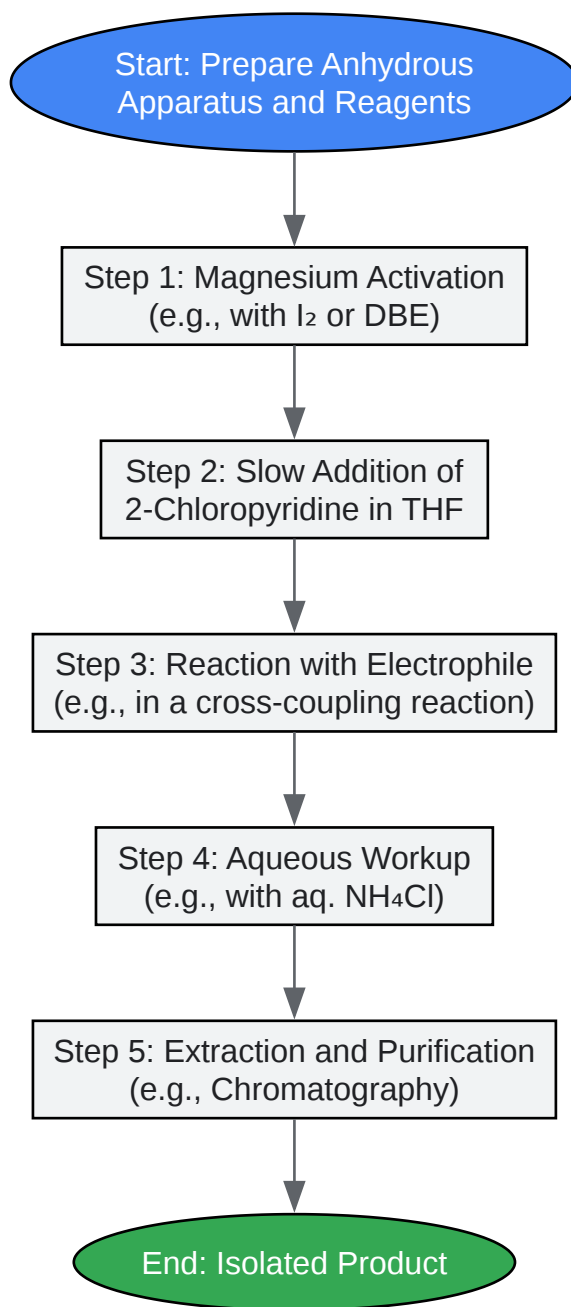 Start: Prepare Anhydrous
Apparatus and Reagents
Step 1: Magnesium Activation
(e.g., with I₂ or DBE)
Step 2: Slow Addition of
2-Chloropyridine in THF
Step 3: Reaction with Electrophile
(e.g., in a cross-coupling reaction)
Step 4: Aqueous Workup
(e.g., with aq. NH₄Cl)
Step 5: Extraction and Purification
(e.g., Chromatography)
End: Isolated Product